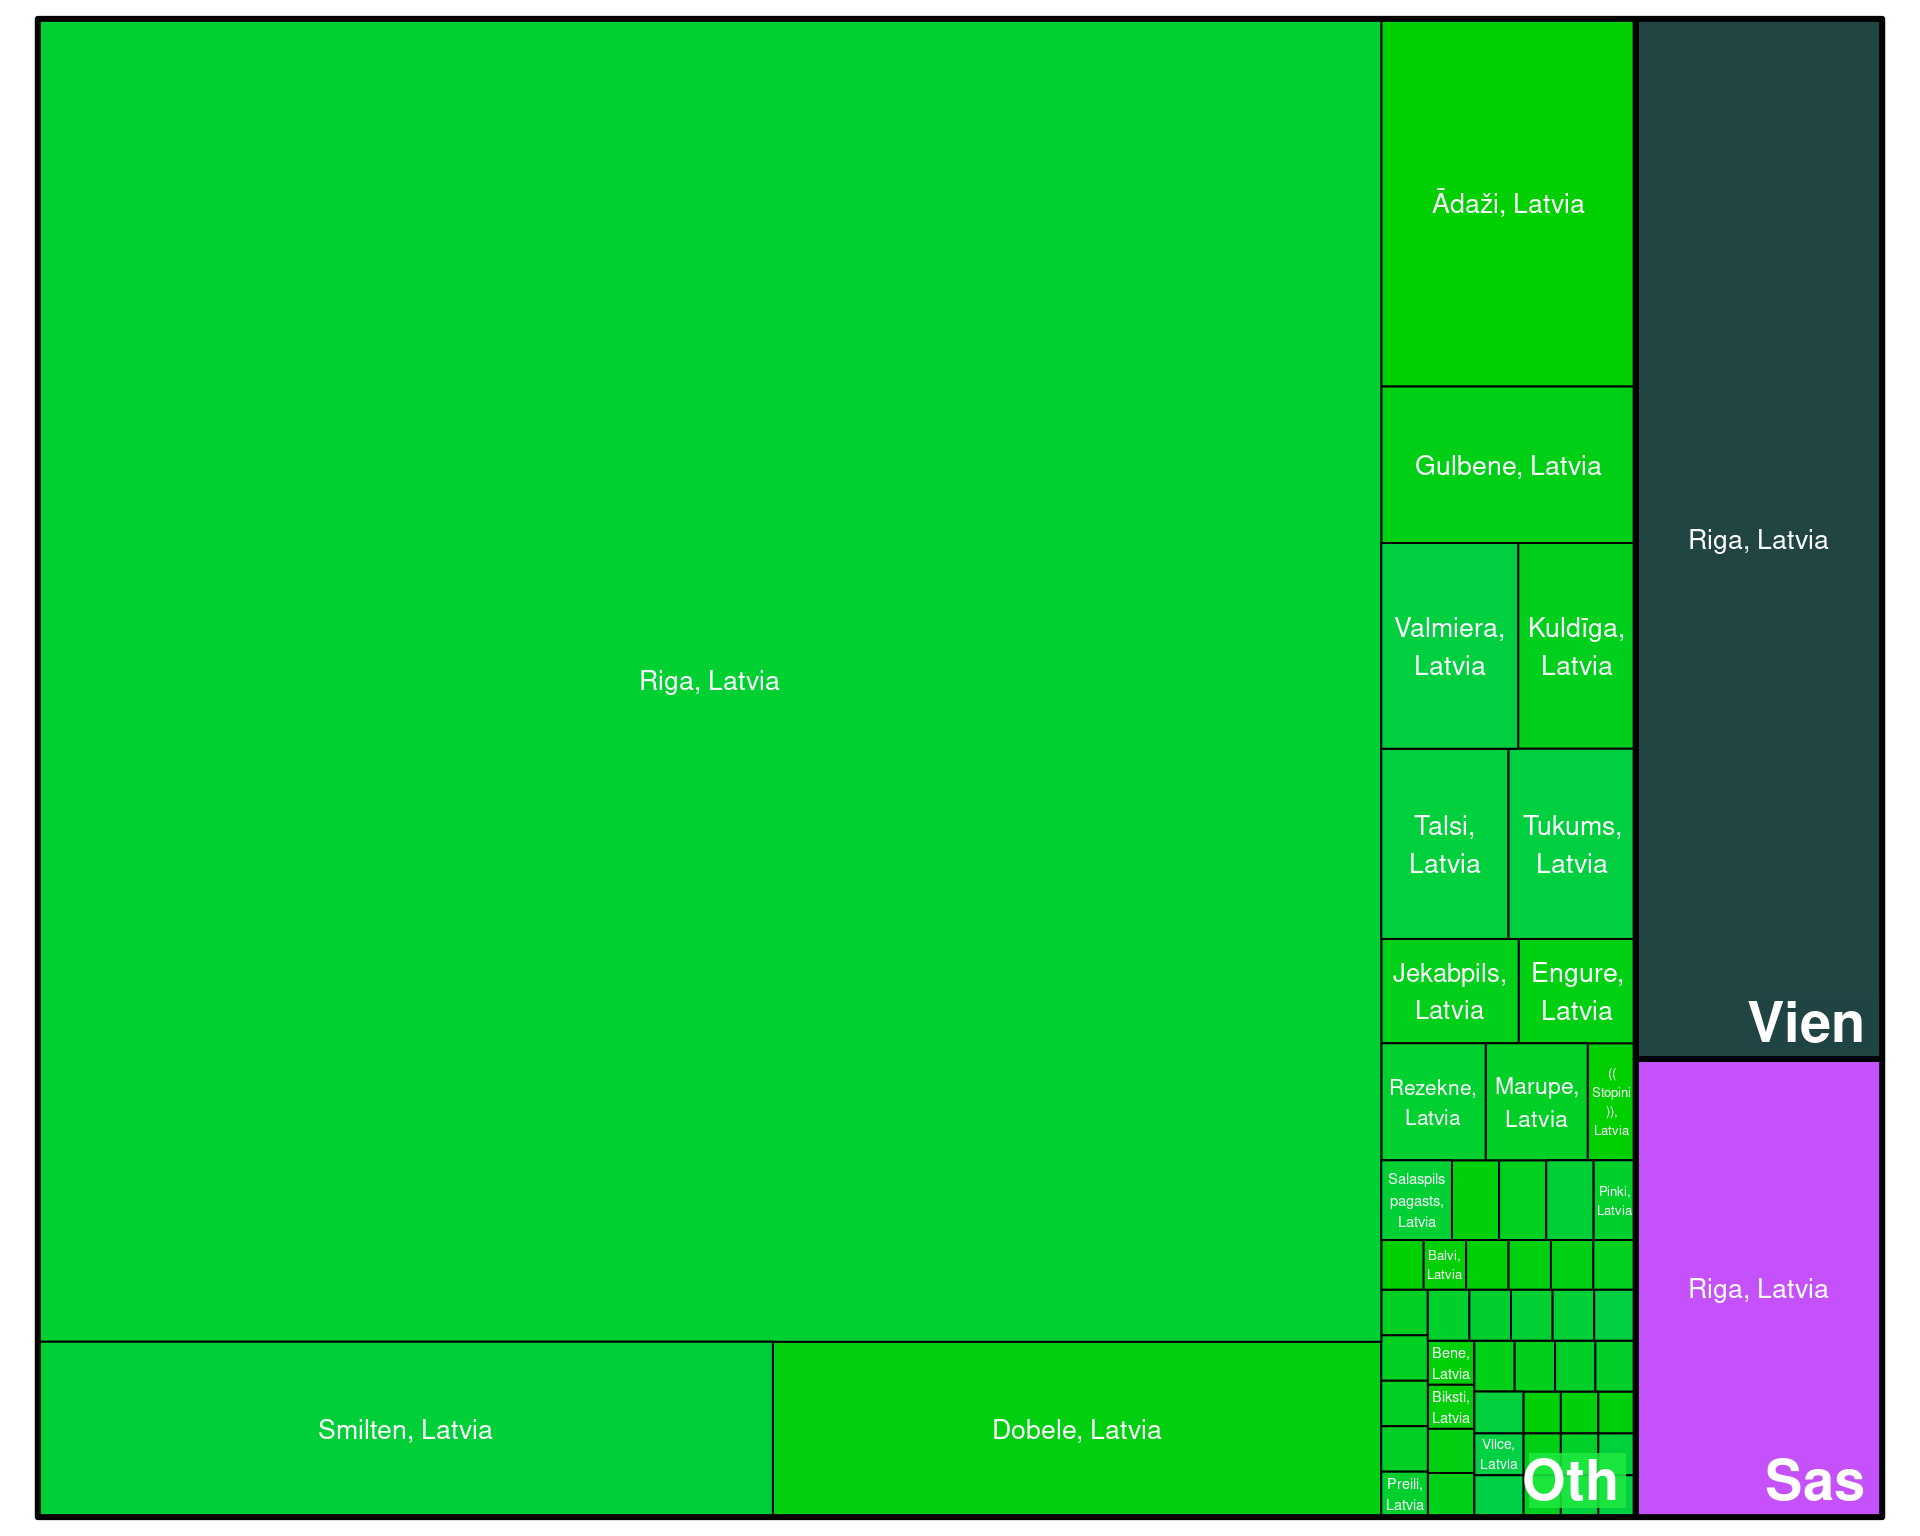 Riga, Latvia
Smilten, Latvia
Dobele, Latvia
Ādaži, Latvia
Gulbene, Latvia
Valmiera,
Latvia
Kuldīga,
Latvia
Talsi,
Latvia
Tukums,
Latvia
Jekabpils,
Latvia
Engure,
Latvia
Rezekne,
Latvia
Marupe,
Latvia
((
Stopini
)),
Latvia
Salaspils
pagasts,
Latvia
Pinki,
Latvia
Balvi,
Latvia
Bene,
Latvia
Biksti,
Latvia
Vilce,
Latvia
Preili,
Latvia
Oth
Riga, Latvia
Vien
Riga, Latvia
Sas